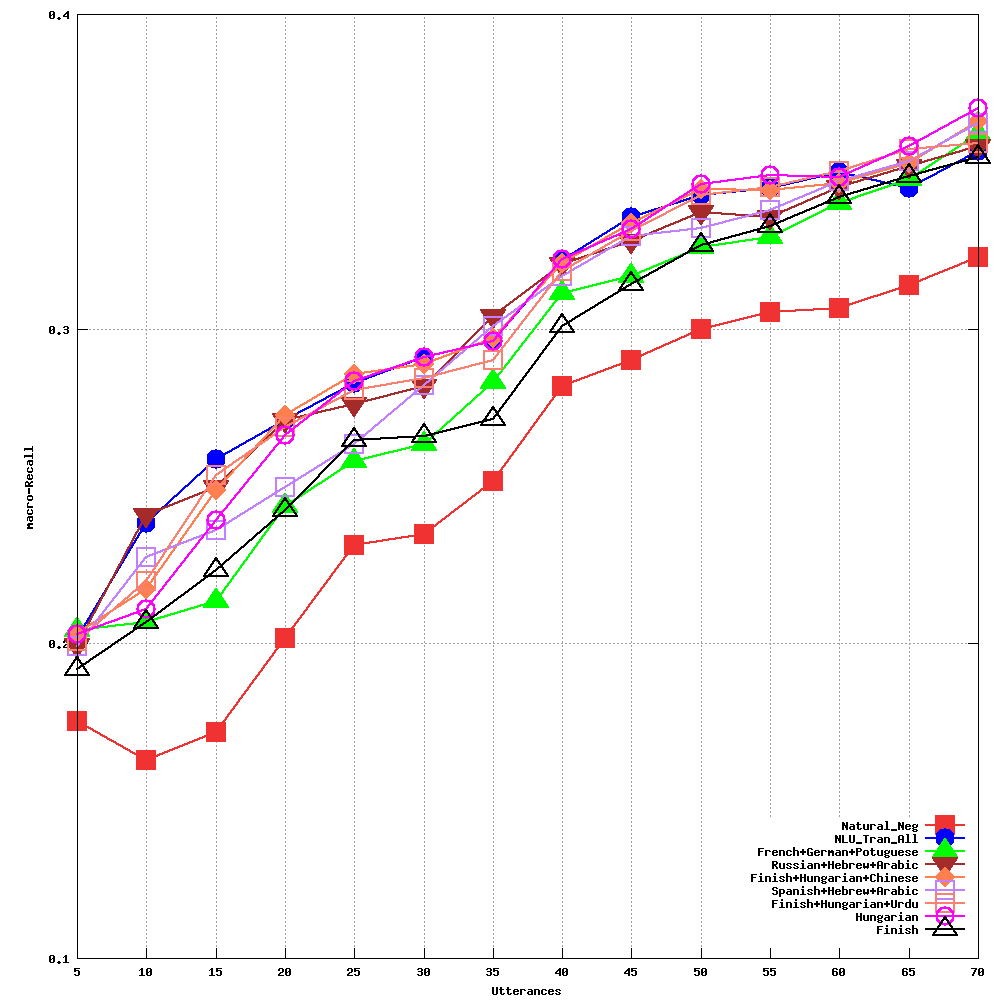 0.4
0.3
0.2
0.1
macro-Recall
Natural_Neg
NLU_Tran_All
French+German+Potuguese
Russian+Hebrew+Arabic
Finish+Hungarian+Chinese
Spanish+Hebrew+Arabic
Finish+Hungarian+Urdu
Hungarian
Finish
5 10 15 20 25 30 35 40 45 50 55 60 65 70
Utterances